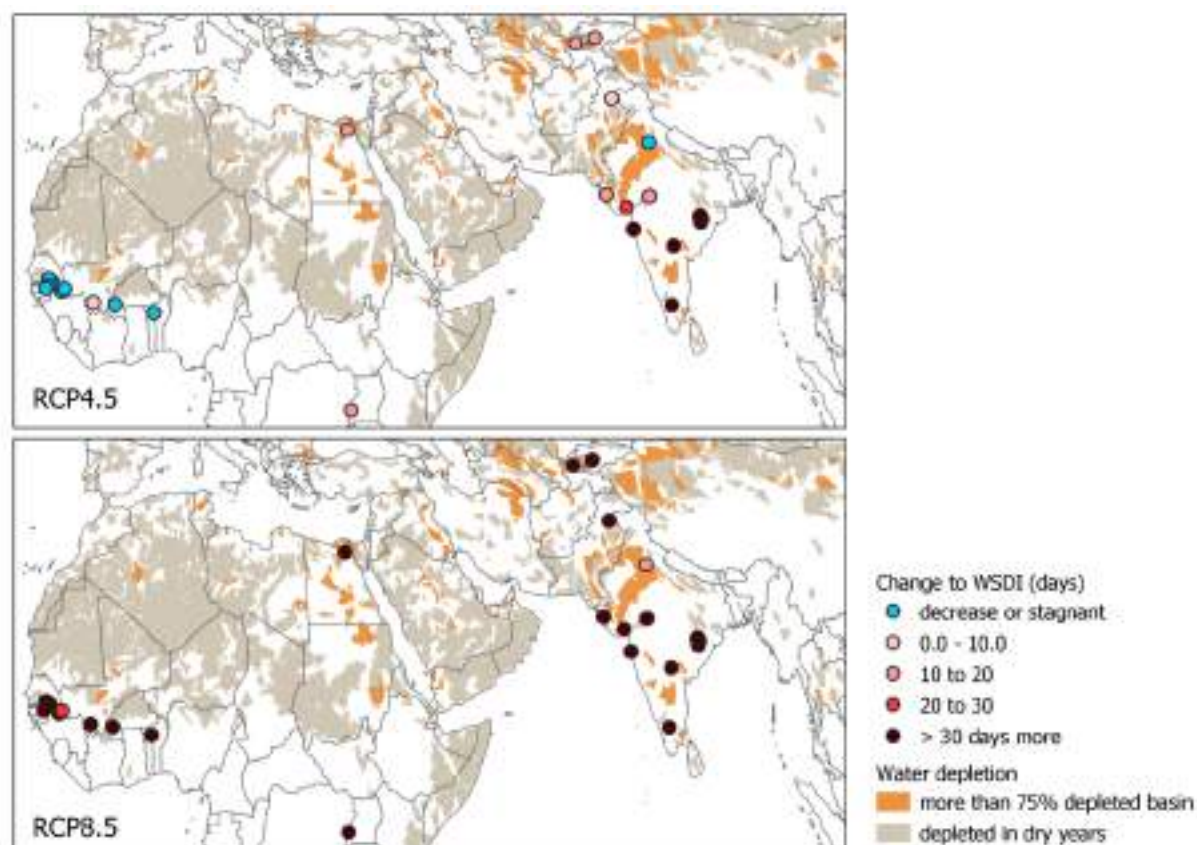 RCP4.5
RCP8.5
Change to WSDI (days)
decrease or stagnant
0.0 - 10.0
10 to 20
20 to 30
> 30 days more
Water depletion
more than 75% depleted basin
depleted in dry years